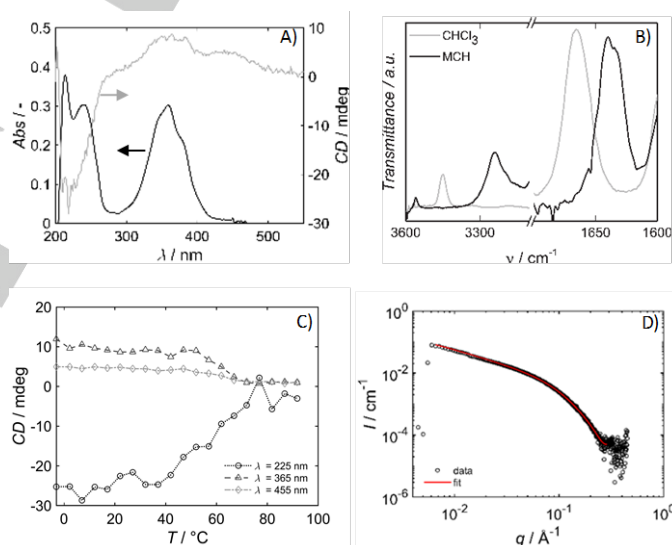 A)
0.5
0.4
0.3
0.2
0.1
0
Abs / -
10
0
-10
-20
-30
CD / mdeg
200 300 400 500
λ / nm
B)
CHCl3
MCH
Transmittance / a.u.
3600 3300 1650 1600
ν / cm-1
C)
20
10
0
-10
-20
-30
CD / mdeg
λ = 225 nm
λ = 365 nm
λ = 455 nm
0 20 40 60 80 100
T / °C
D)
10^0
10^-2
10^-4
10^-6
I / cm-1
data
fit
10^-2 10^-1 10^0
q / Å-1